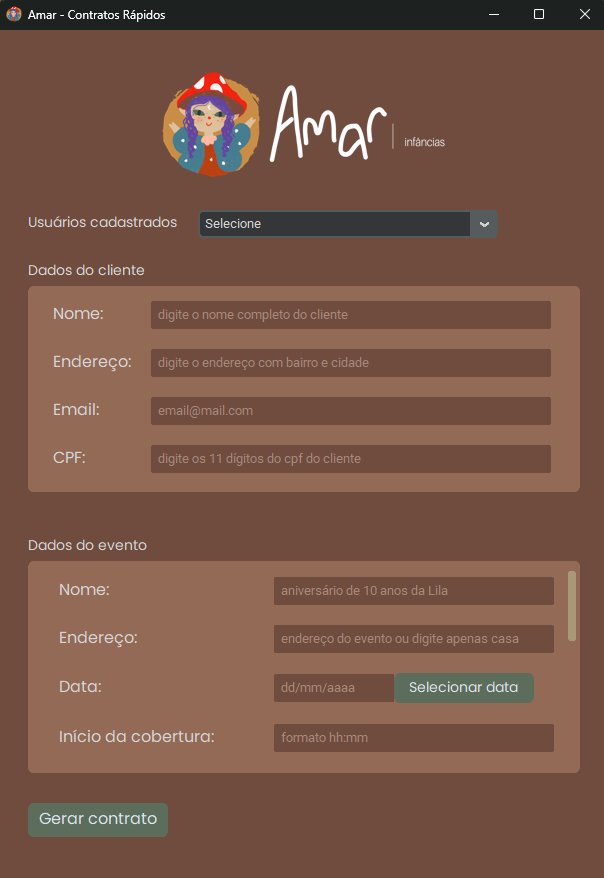 Amar - Contratos Rápidos
Amar | infâncias
Usuários cadastrados Selecione
Dados do cliente
Nome: digite o nome completo do cliente
Endereço: digite o endereço com bairro e cidade
Email: email@mail.com
CPF: digite os 11 dígitos do cpf do cliente
Dados do evento
Nome: aniversário de 10 anos da Lila
Endereço: endereço do evento ou digite apenas casa
Data: dd/mm/aaaa Selecionar data
Início da cobertura: formato hh:mm
Gerar contrato